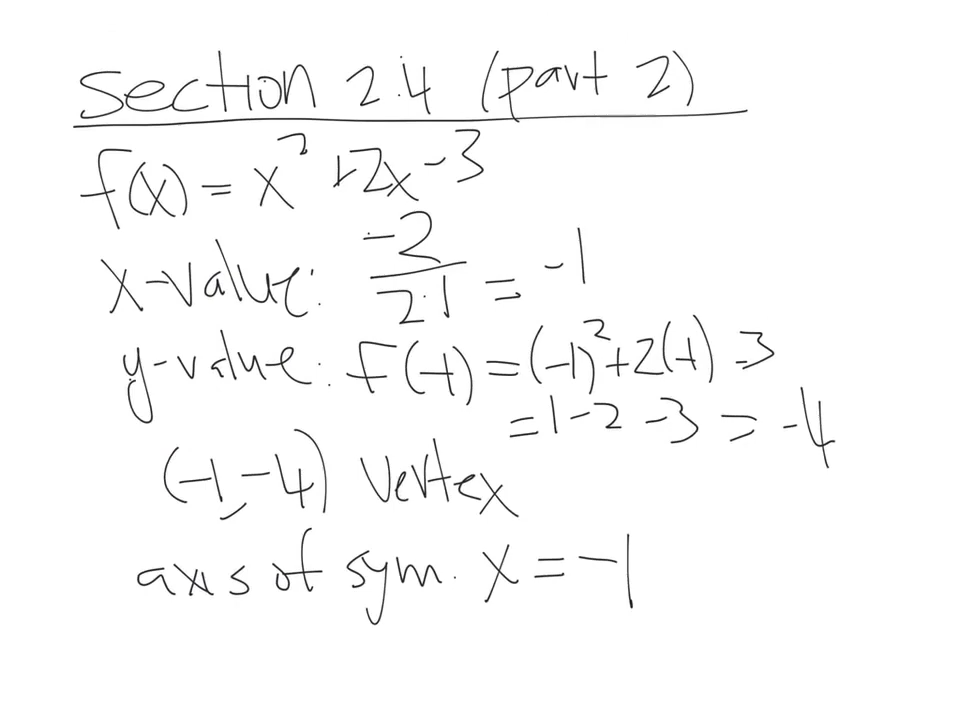 Section 2.4 (part 2)
f(x) = x² + 2x - 3
x-value: -2/2·1 = -1
y-value: f(-1) = (-1)² + 2(-1) - 3
= 1 - 2 - 3 = -4
(-1, -4) vertex
axis of sym. x = -1